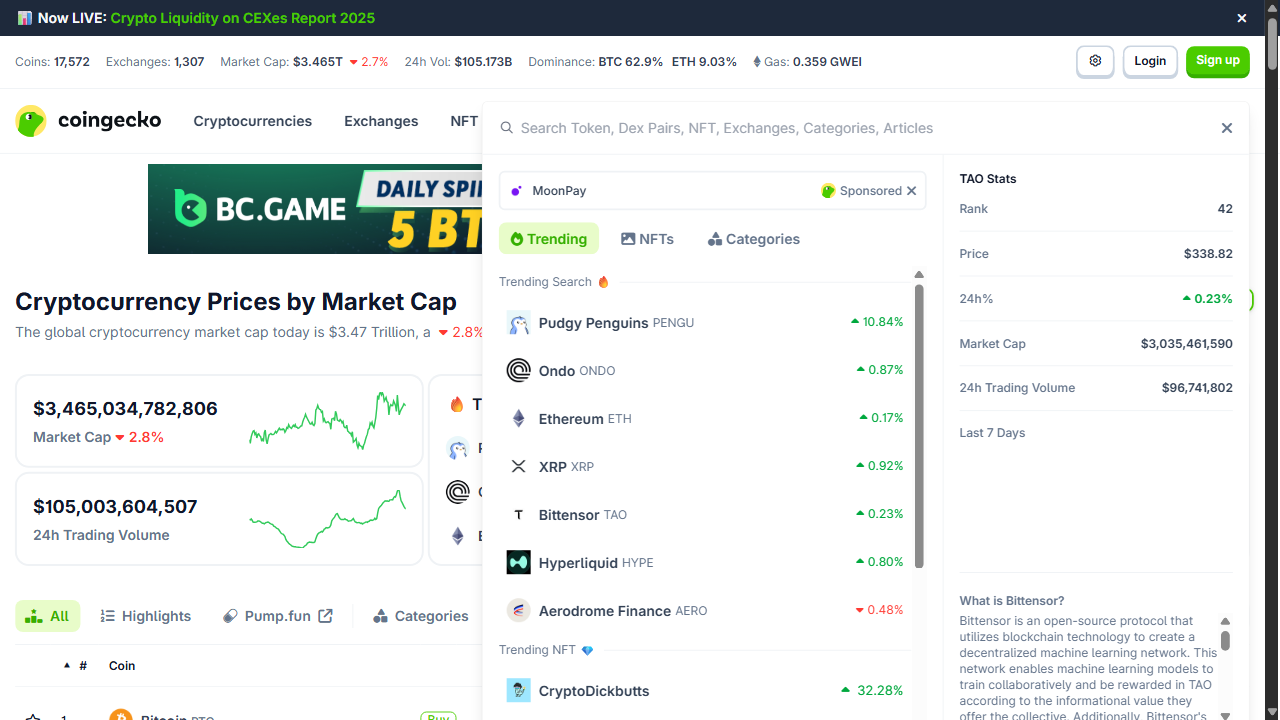 Now LIVE: Crypto Liquidity on CEXes Report 2025
Coins: 17,572 Exchanges: 1,307 Market Cap: $3.465T 2.7% 24h Vol: $105.173B Dominance: BTC 62.9% ETH 9.03% Gas: 0.359 GWEI
Login
Sign up
coingecko
Cryptocurrencies
Exchanges
NFT
Search Token, Dex Pairs, NFT, Exchanges, Categories, Articles
BC.GAME
DAILY SPI
5 BT
MoonPay
Sponsored
Trending
NFTs
Categories
Trending Search
Pudgy Penguins PENGU 10.84%
Ondo ONDO 0.87%
Ethereum ETH 0.17%
XRP XRP 0.92%
Bittensor TAO 0.23%
Hyperliquid HYPE 0.80%
Aerodrome Finance AERO 0.48%
Trending NFT
CryptoDickbutts 32.28%
TAO Stats
Rank 42
Price $338.82
24h% 0.23%
Market Cap $3,035,461,590
24h Trading Volume $96,741,802
Last 7 Days
What is Bittensor?
Bittensor is an open-source protocol that
utilizes blockchain technology to create a
decentralized machine learning network. This
network enables machine learning models to
train collaboratively and be rewarded in TAO
according to the informational value they
offer the collective. Additionally, Bittensor's
Cryptocurrency Prices by Market Cap
The global cryptocurrency market cap today is $3.47 Trillion, a 2.8%
$3,465,034,782,806
Market Cap 2.8%
$105,003,604,507
24h Trading Volume
All
Highlights
Pump.fun
Categories
# Coin
1 Bitcoin BTC Buy